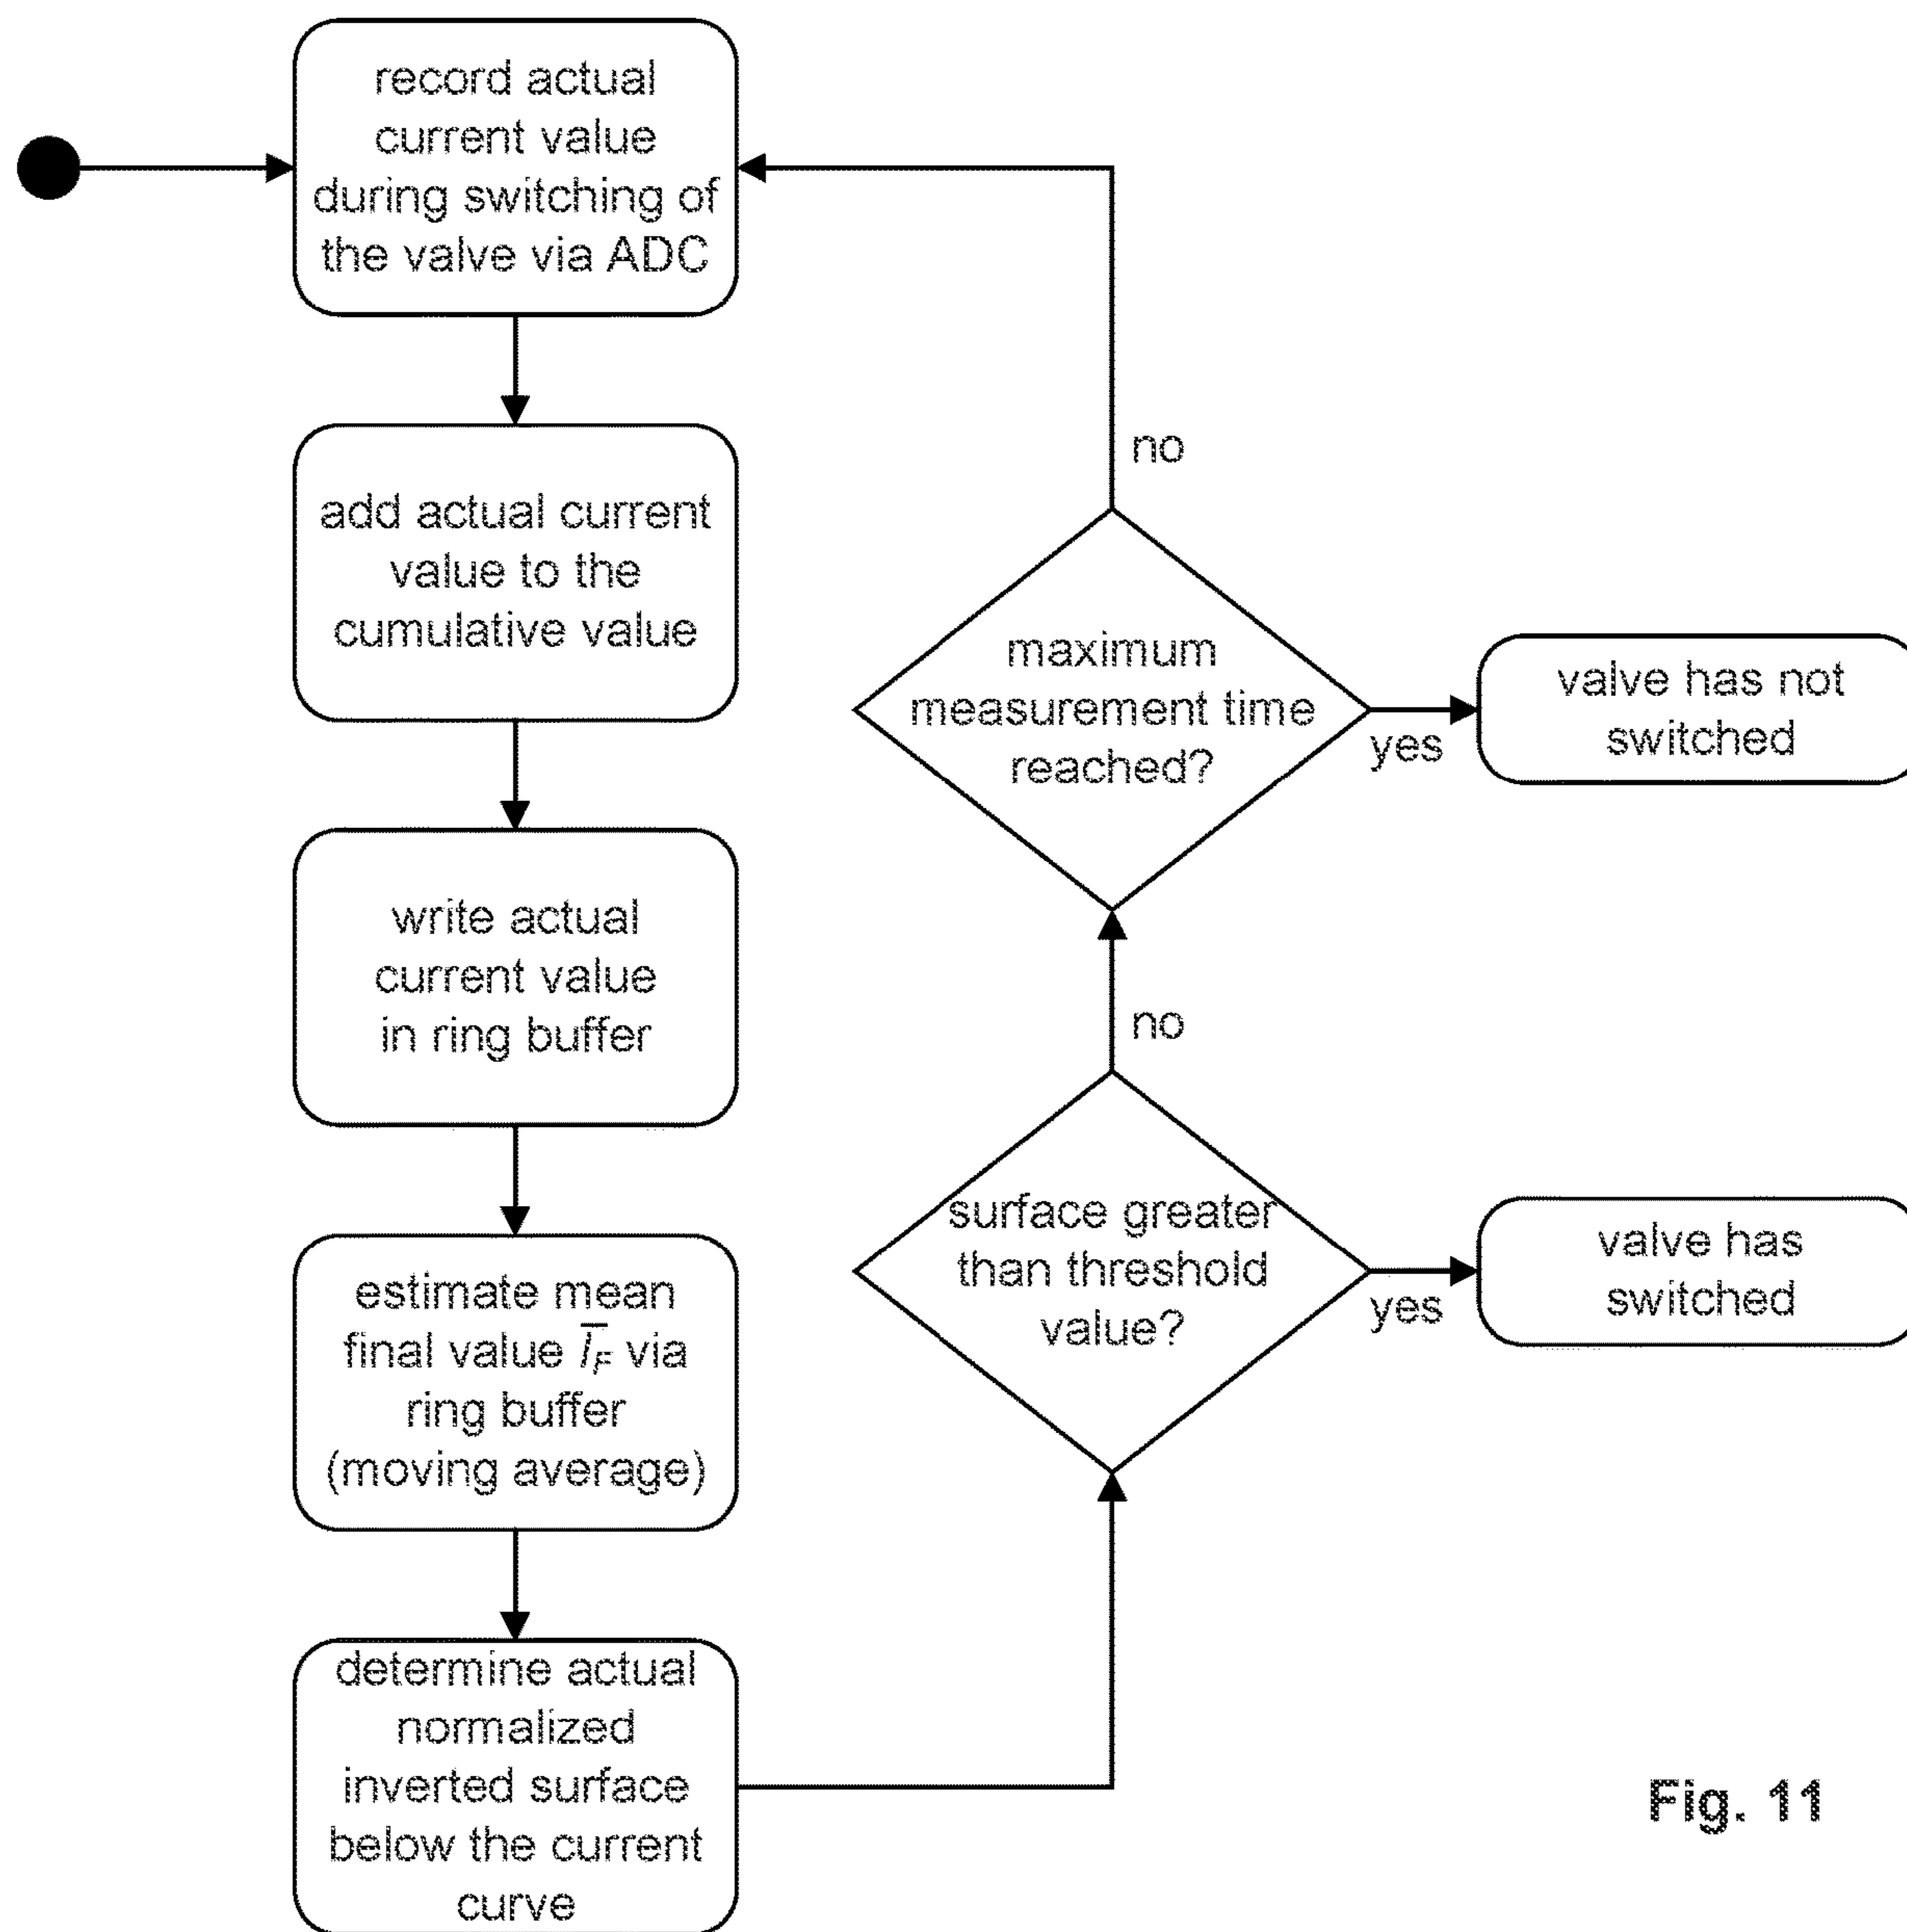 record actual
current value
during switching of
the valve via ADC
add actual current
value to the
cumulative value
write actual
current value
in ring buffer
estimate mean
final value I̅_F via
ring buffer
(moving average)
determine actual
normalized
inverted surface
below the current
curve
no
maximum
measurement time
reached?
yes
valve has not
switched
no
surface greater
than threshold
value?
yes
valve has
switched
Fig. 11